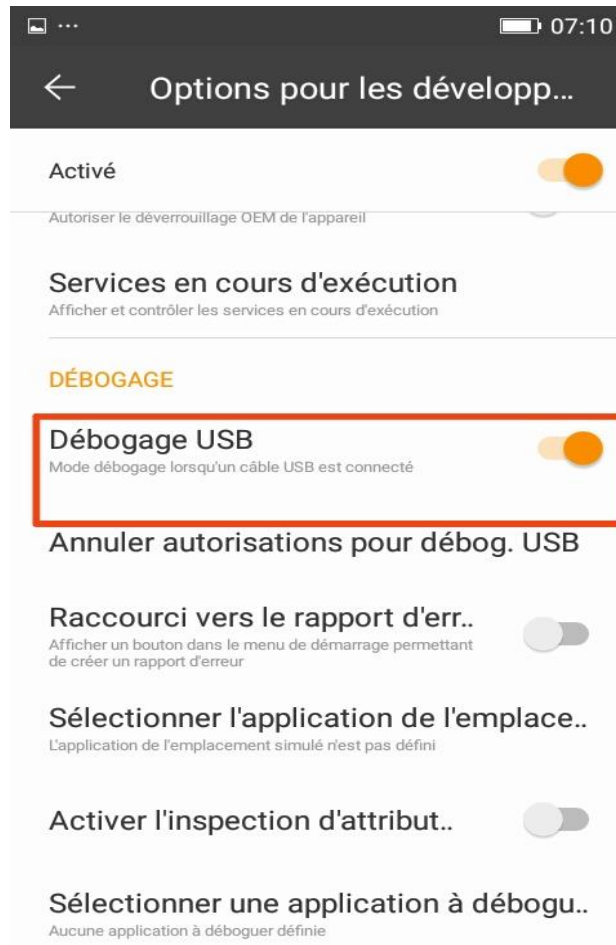 07:10
Options pour les développ...
Activé
Autoriser le déverrouillage OEM de l'appareil
Services en cours d'exécution
Afficher et contrôler les services en cours d'exécution
DÉBOGAGE
Débogage USB
Mode débogage lorsqu'un câble USB est connecté
Annuler autorisations pour débog. USB
Raccourci vers le rapport d'err..
Afficher un bouton dans le menu de démarrage permettant
de créer un rapport d'erreur
Sélectionner l'application de l'emplace..
L'application de l'emplacement simulé n'est pas défini
Activer l'inspection d'attribut..
Sélectionner une application à débogu..
Aucune application à déboguer définie